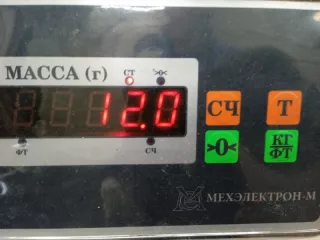 МАССА (г) СТ >0<
12.0
ФТ СЧ
СЧ Т
>0< КГ ФТ
МЕХЭЛЕКТРОН-М